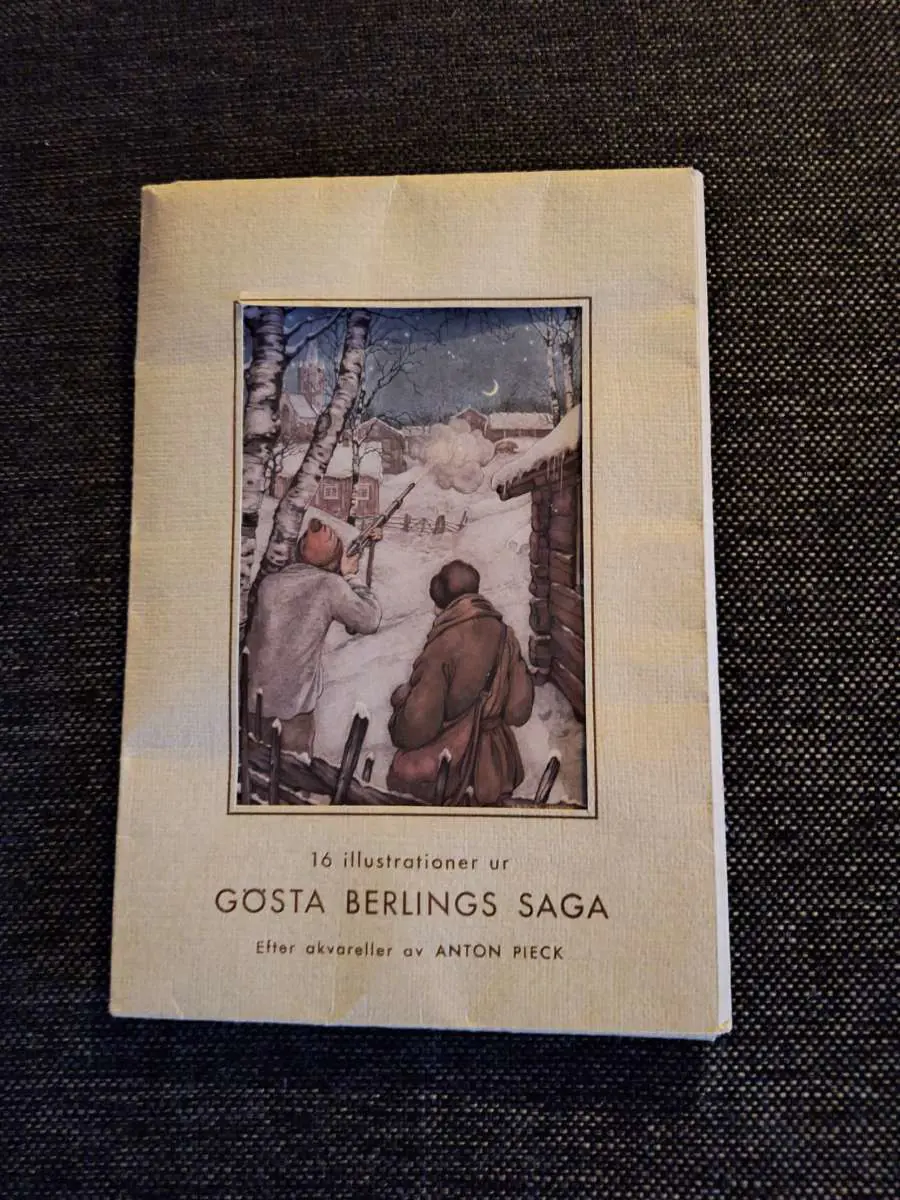 16 illustrationer ur
GÖSTA BERLINGS SAGA
Efter akvareller av ANTON PIECK